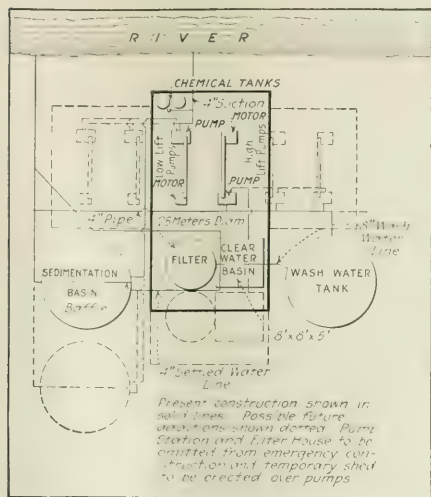 RIVER
CHEMICAL TANKS
4" Suction
MOTOR
PUMP
Low Lift
Pumps
High
Lift Pumps
MOTOR
PUMP
4" Pipe
Meters Diam
Wash
Water
Line
SEDIMENTATION
BASIN
Baffle
FILTER
CLEAR
WATER
BASIN
WASH WATER
TANK
8'x8'x5'
4" Settled Water
Line
Present construction shown in
solid lines. Possible future
additions shown dotted. Pump
Station and Filter House to be
omitted from emergency con-
struction and temporary shed
to be erected over pumps